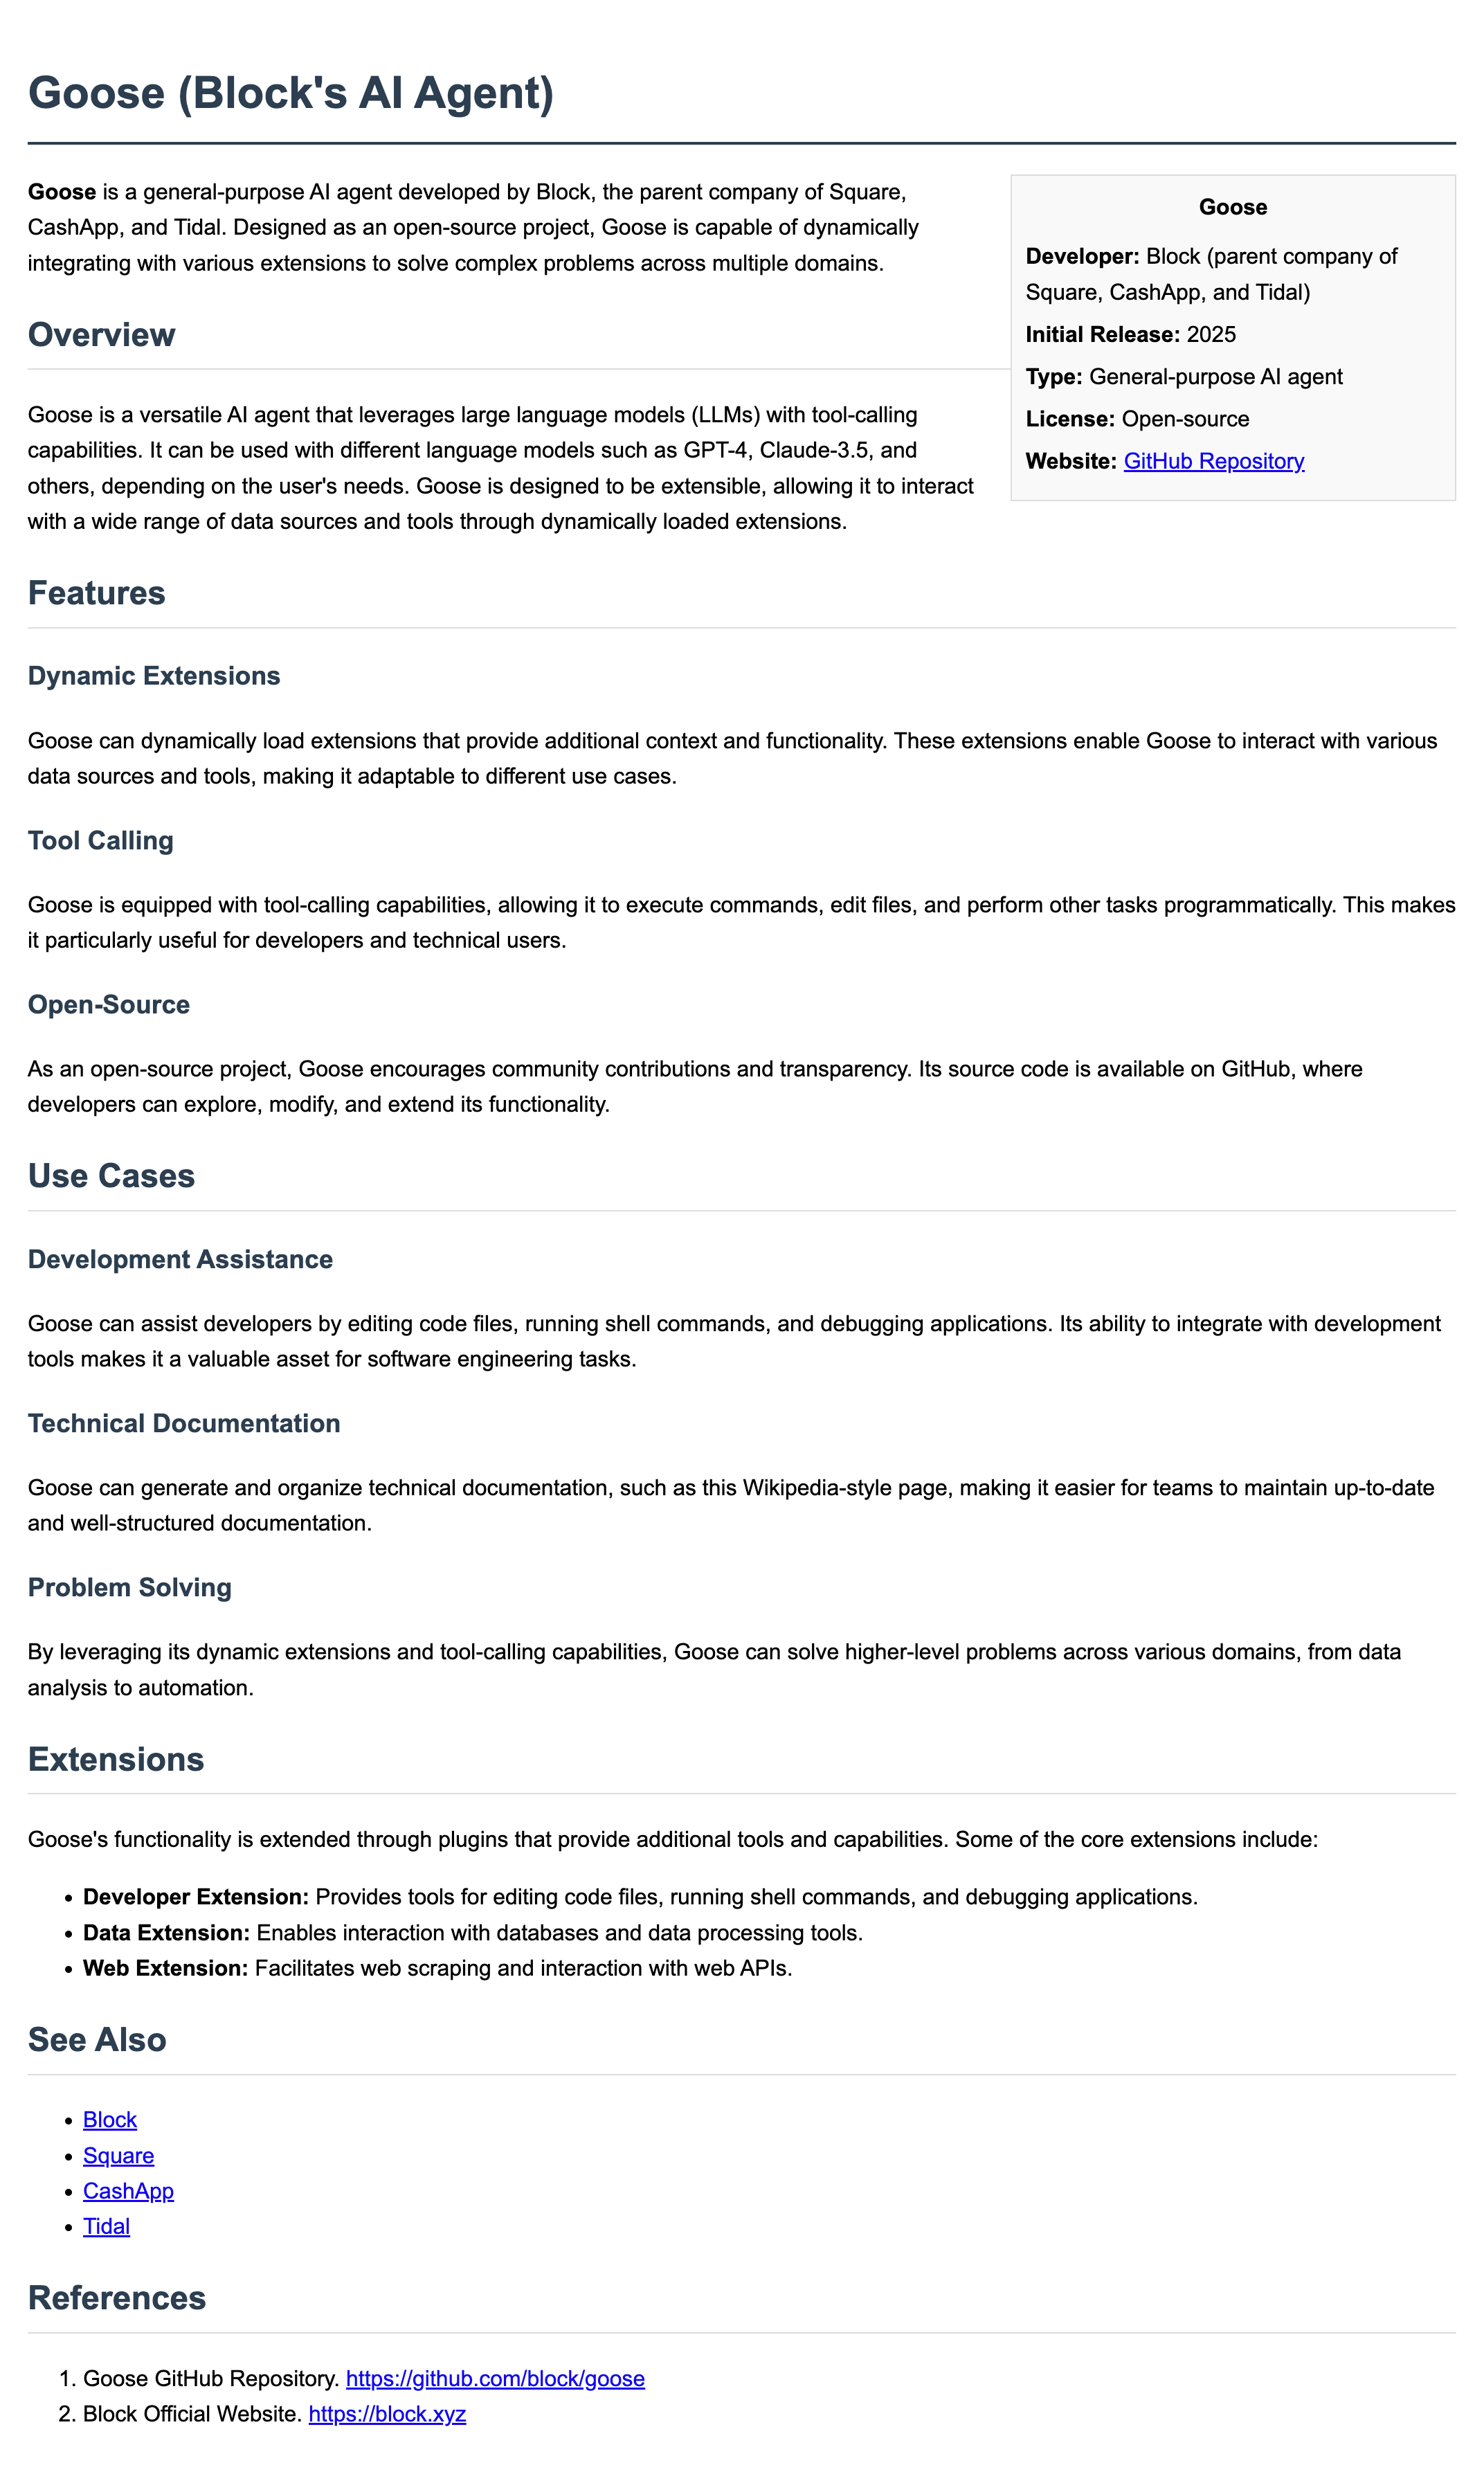 Goose (Block's AI Agent)
Goose is a general-purpose AI agent developed by Block, the parent company of Square,
CashApp, and Tidal. Designed as an open-source project, Goose is capable of dynamically
integrating with various extensions to solve complex problems across multiple domains.
Goose
Developer: Block (parent company of
Square, CashApp, and Tidal)
Initial Release: 2025
Type: General-purpose AI agent
License: Open-source
Website: GitHub Repository
Overview
Goose is a versatile AI agent that leverages large language models (LLMs) with tool-calling
capabilities. It can be used with different language models such as GPT-4, Claude-3.5, and
others, depending on the user's needs. Goose is designed to be extensible, allowing it to interact
with a wide range of data sources and tools through dynamically loaded extensions.
Features
Dynamic Extensions
Goose can dynamically load extensions that provide additional context and functionality. These extensions enable Goose to interact with various
data sources and tools, making it adaptable to different use cases.
Tool Calling
Goose is equipped with tool-calling capabilities, allowing it to execute commands, edit files, and perform other tasks programmatically. This makes
it particularly useful for developers and technical users.
Open-Source
As an open-source project, Goose encourages community contributions and transparency. Its source code is available on GitHub, where
developers can explore, modify, and extend its functionality.
Use Cases
Development Assistance
Goose can assist developers by editing code files, running shell commands, and debugging applications. Its ability to integrate with development
tools makes it a valuable asset for software engineering tasks.
Technical Documentation
Goose can generate and organize technical documentation, such as this Wikipedia-style page, making it easier for teams to maintain up-to-date
and well-structured documentation.
Problem Solving
By leveraging its dynamic extensions and tool-calling capabilities, Goose can solve higher-level problems across various domains, from data
analysis to automation.
Extensions
Goose's functionality is extended through plugins that provide additional tools and capabilities. Some of the core extensions include:
• Developer Extension: Provides tools for editing code files, running shell commands, and debugging applications.
• Data Extension: Enables interaction with databases and data processing tools.
• Web Extension: Facilitates web scraping and interaction with web APIs.
See Also
• Block
• Square
• CashApp
• Tidal
References
1. Goose GitHub Repository. https://github.com/block/goose
2. Block Official Website. https://block.xyz